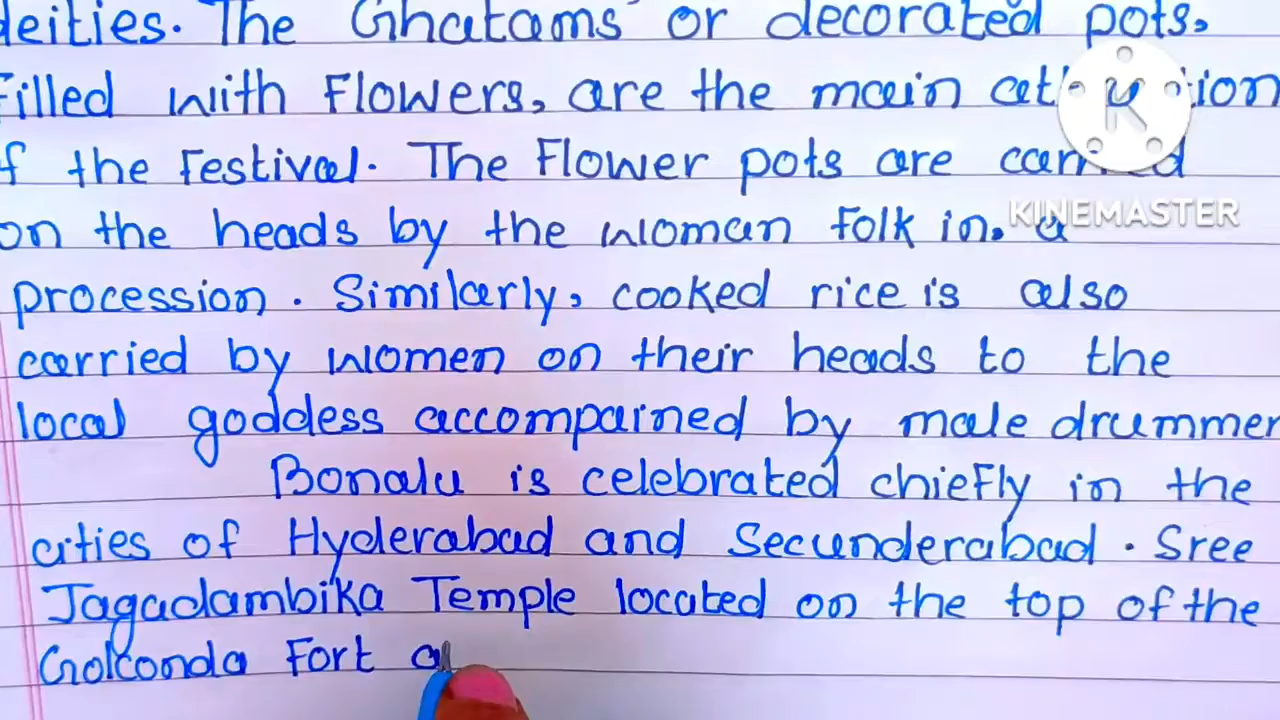 deities. The Ghatams or decorated pots,
filled with Flowers, are the main
of the Festival. The Flower pots are carried
on the heads by the woman folk in. a
KINEMASTER
procession. Similarly, cooked rice is also
carried by women on their heads to the
local goddess accompained by male drummer
Bonalu is celebrated chiefly in the
cities of Hyderabad and Secunderabad. Sree
Jagadambika Temple located on the top of the
Golconda Fort a